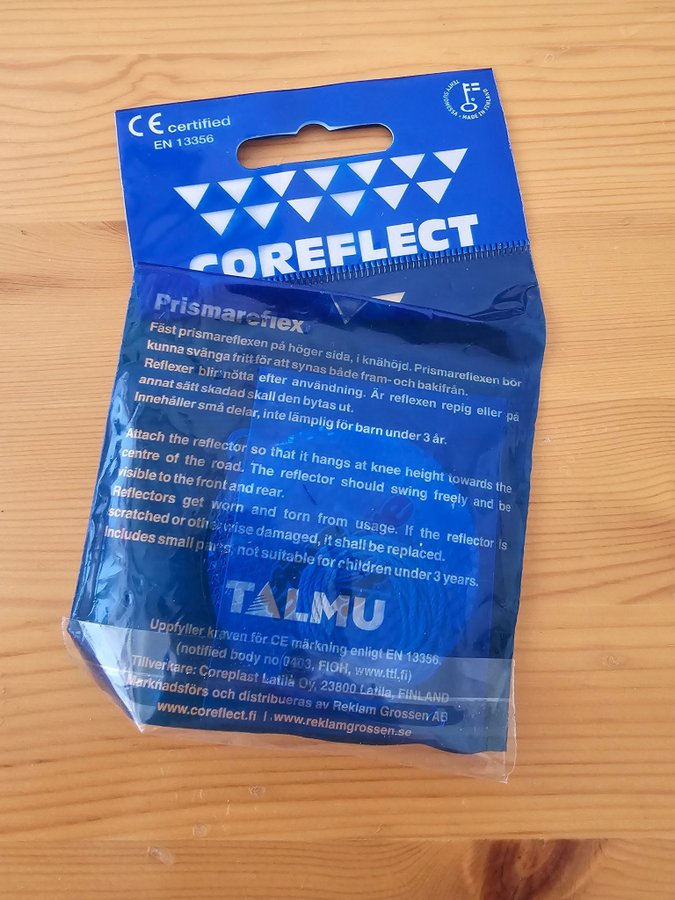 CE certified
EN 13356
TEHTY SUOMESSA • MADE IN FINLAND
COREFLECT
Prismareflex
Fäst prismareflexen på höger sida, i knähöjd. Prismareflexen bör
kunna svänga fritt för att synas både fram- och bakifrån.
Reflexer blir nötta efter användning. Är reflexen repig eller på
annat sätt skadad skall den bytas ut.
Innehåller små delar, inte lämplig för barn under 3 år.
Attach the reflector so that it hangs at knee height towards the
centre of the road. The reflector should swing freely and be
visible to the front and rear.
Reflectors get worn and torn from usage. If the reflector is
scratched or otherwise damaged, it shall be replaced.
Includes small parts, not suitable for children under 3 years.
TALMU
Uppfyller kraven för CE märkning enligt EN 13356.
(notified body no 0403, FIOH, www.ttl.fi)
Tillverkare: Coreplast Laitila Oy, 23800 Laitila, FINLAND
Marknadsförs och distribueras av Reklam Grossen AB
www.coreflect.fi | www.reklamgrossen.se